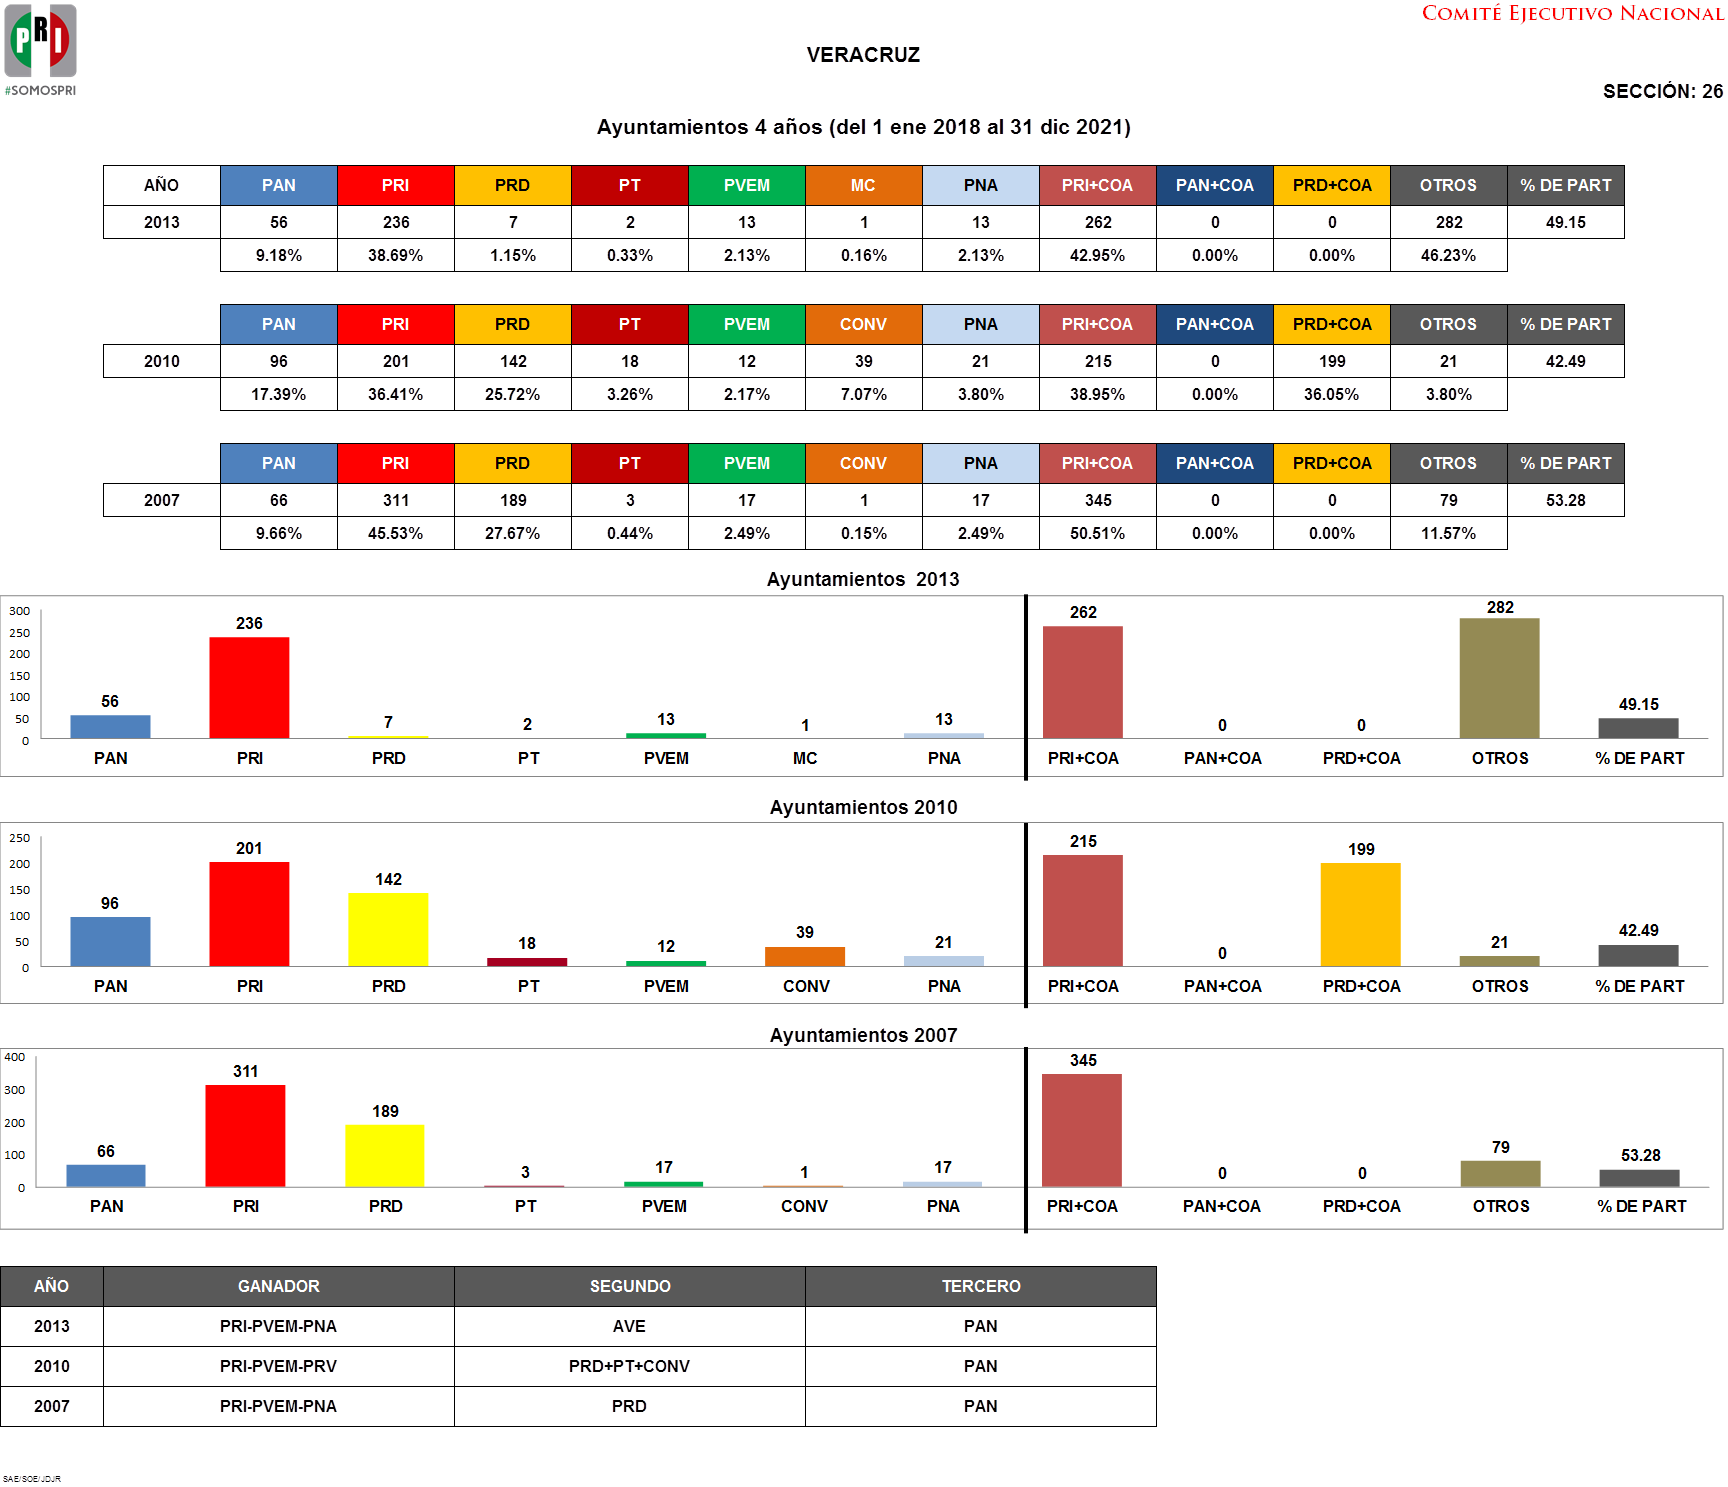 PRI
#SOMOSPRI
COMITÉ EJECUTIVO NACIONAL
VERACRUZ
SECCIÓN: 26
Ayuntamientos 4 años (del 1 ene 2018 al 31 dic 2021)
AÑO PAN PRI PRD PT PVEM MC PNA PRI+COA PAN+COA PRD+COA OTROS % DE PART
2013 56 236 7 2 13 1 13 262 0 0 282 49.15
9.18% 38.69% 1.15% 0.33% 2.13% 0.16% 2.13% 42.95% 0.00% 0.00% 46.23%
PAN PRI PRD PT PVEM CONV PNA PRI+COA PAN+COA PRD+COA OTROS % DE PART
2010 96 201 142 18 12 39 21 215 0 199 21 42.49
17.39% 36.41% 25.72% 3.26% 2.17% 7.07% 3.80% 38.95% 0.00% 36.05% 3.80%
PAN PRI PRD PT PVEM CONV PNA PRI+COA PAN+COA PRD+COA OTROS % DE PART
2007 66 311 189 3 17 1 17 345 0 0 79 53.28
9.66% 45.53% 27.67% 0.44% 2.49% 0.15% 2.49% 50.51% 0.00% 0.00% 11.57%
Ayuntamientos 2013
300
250
200
150
100
50
0
56 236 7 2 13 1 13 262 0 0 282 49.15
PAN PRI PRD PT PVEM MC PNA PRI+COA PAN+COA PRD+COA OTROS % DE PART
Ayuntamientos 2010
250
200
150
100
50
0
96 201 142 18 12 39 21 215 0 199 21 42.49
PAN PRI PRD PT PVEM CONV PNA PRI+COA PAN+COA PRD+COA OTROS % DE PART
Ayuntamientos 2007
400
300
200
100
0
66 311 189 3 17 1 17 345 0 0 79 53.28
PAN PRI PRD PT PVEM CONV PNA PRI+COA PAN+COA PRD+COA OTROS % DE PART
AÑO GANADOR SEGUNDO TERCERO
2013 PRI-PVEM-PNA AVE PAN
2010 PRI-PVEM-PRV PRD+PT+CONV PAN
2007 PRI-PVEM-PNA PRD PAN
SAE/SOE/JDJR